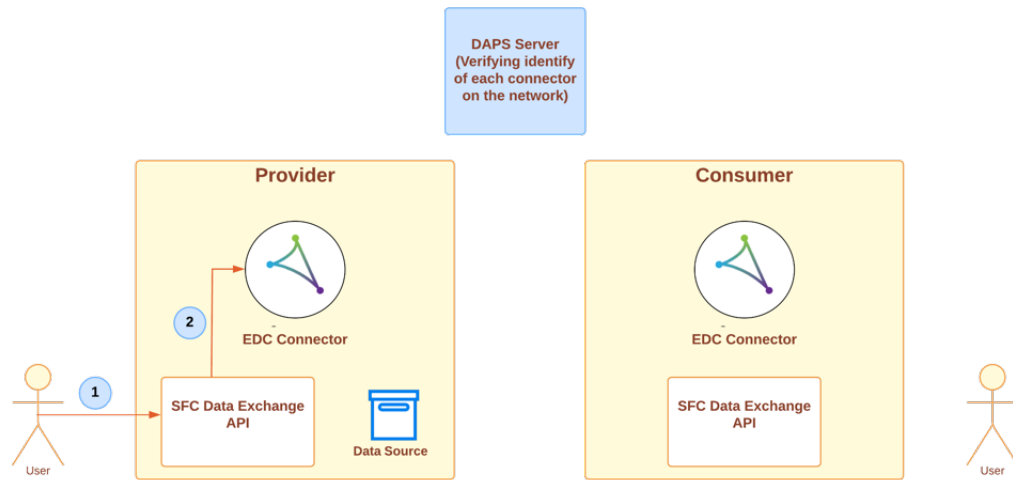 DAPS Server
(Verifying identify
of each connector
on the network)
Provider
Consumer
2
EDC Connector
EDC Connector
1
SFC Data Exchange
API
Data Source
SFC Data Exchange
API
User
User